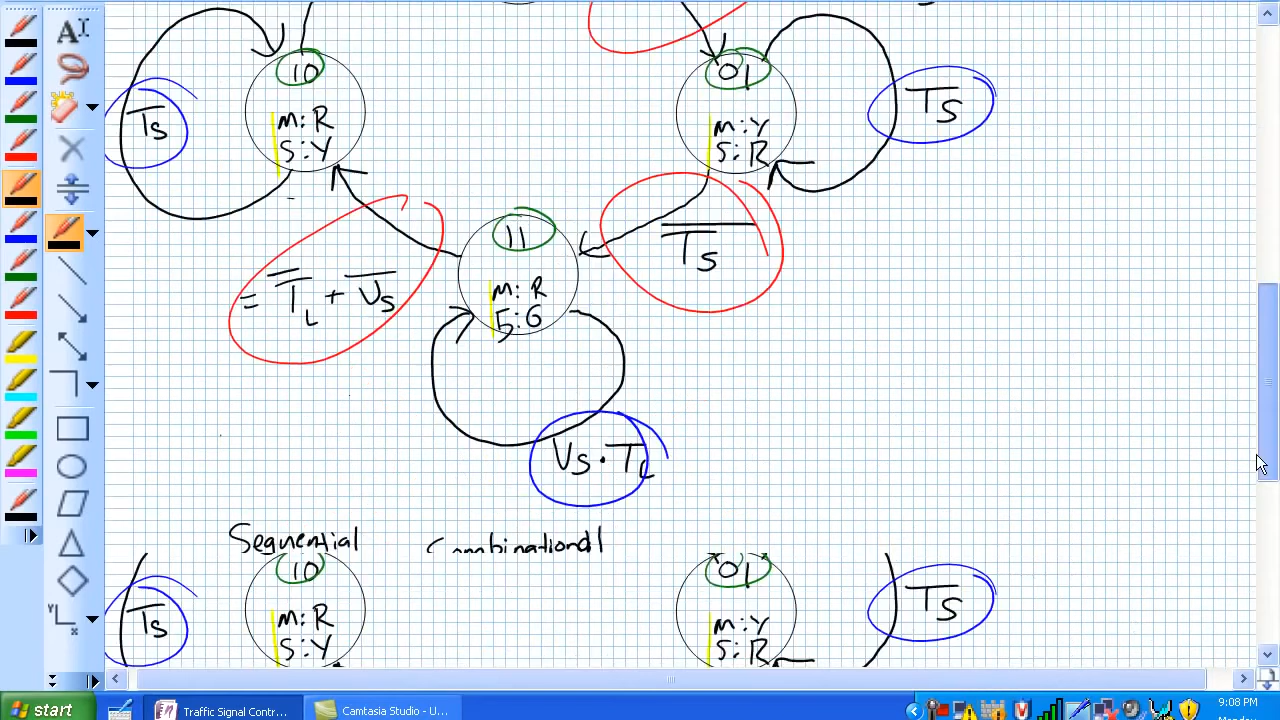 10
M: R
S: Y
Ts
01
M: Y
S: R
Ts
11
M: R
S: G
T̿s
= T̅L + V̅s
Vs · TL
Sequential
Combinational
10
M: R
S: Y
Ts
01
M: Y
S: R
Ts
start
Traffic Signal Contr...
Camtasia Studio - U...
9:08 PM
Monday